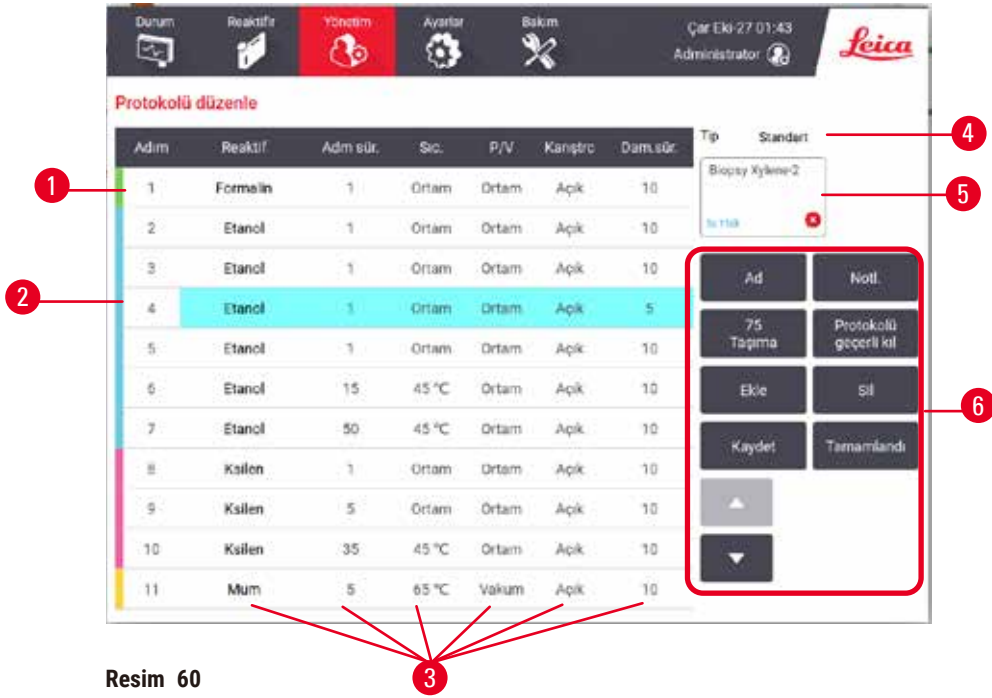 Durum Reaktiflr Yönetim Ayarlar Bakım
Çar Eki-27 01:43
Administrator
Leica
Protokolü düzenle
Adım Reaktif Adm sür. Sıc. P/V Karıştrc Dam.sür.
1 Formalin 1 Ortam Ortam Açık 10
2 Etanol 1 Ortam Ortam Açık 10
3 Etanol 1 Ortam Ortam Açık 10
4 Etanol 1 Ortam Ortam Açık 5
5 Etanol 1 Ortam Ortam Açık 10
6 Etanol 15 45 °C Ortam Açık 10
7 Etanol 50 45 °C Ortam Açık 10
8 Ksilen 1 Ortam Ortam Açık 10
9 Ksilen 5 Ortam Ortam Açık 10
10 Ksilen 35 45 °C Ortam Açık 10
11 Mum 5 65 °C Vakum Açık 10
Tip Standart
Biopsy Xylene-2
Ad Notl.
75 Taşıma
Protokolü geçerli kıl
Ekle Sil
Kaydet Tamamlandı
1
2
3
4
5
6
Resim 60